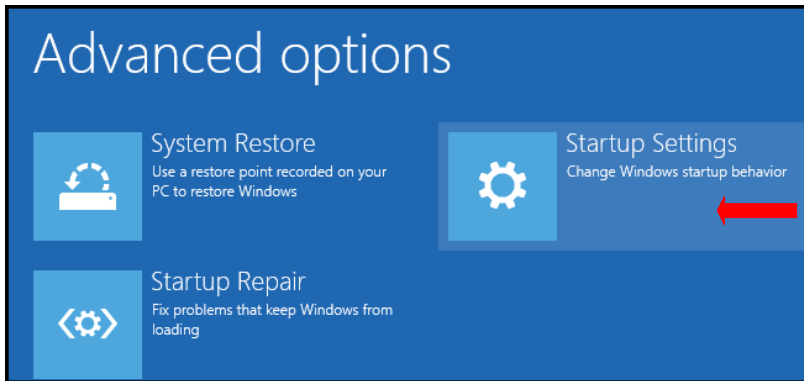 Advanced options
System Restore
Use a restore point recorded on your
PC to restore Windows
Startup Settings
Change Windows startup behavior
Startup Repair
Fix problems that keep Windows from
loading